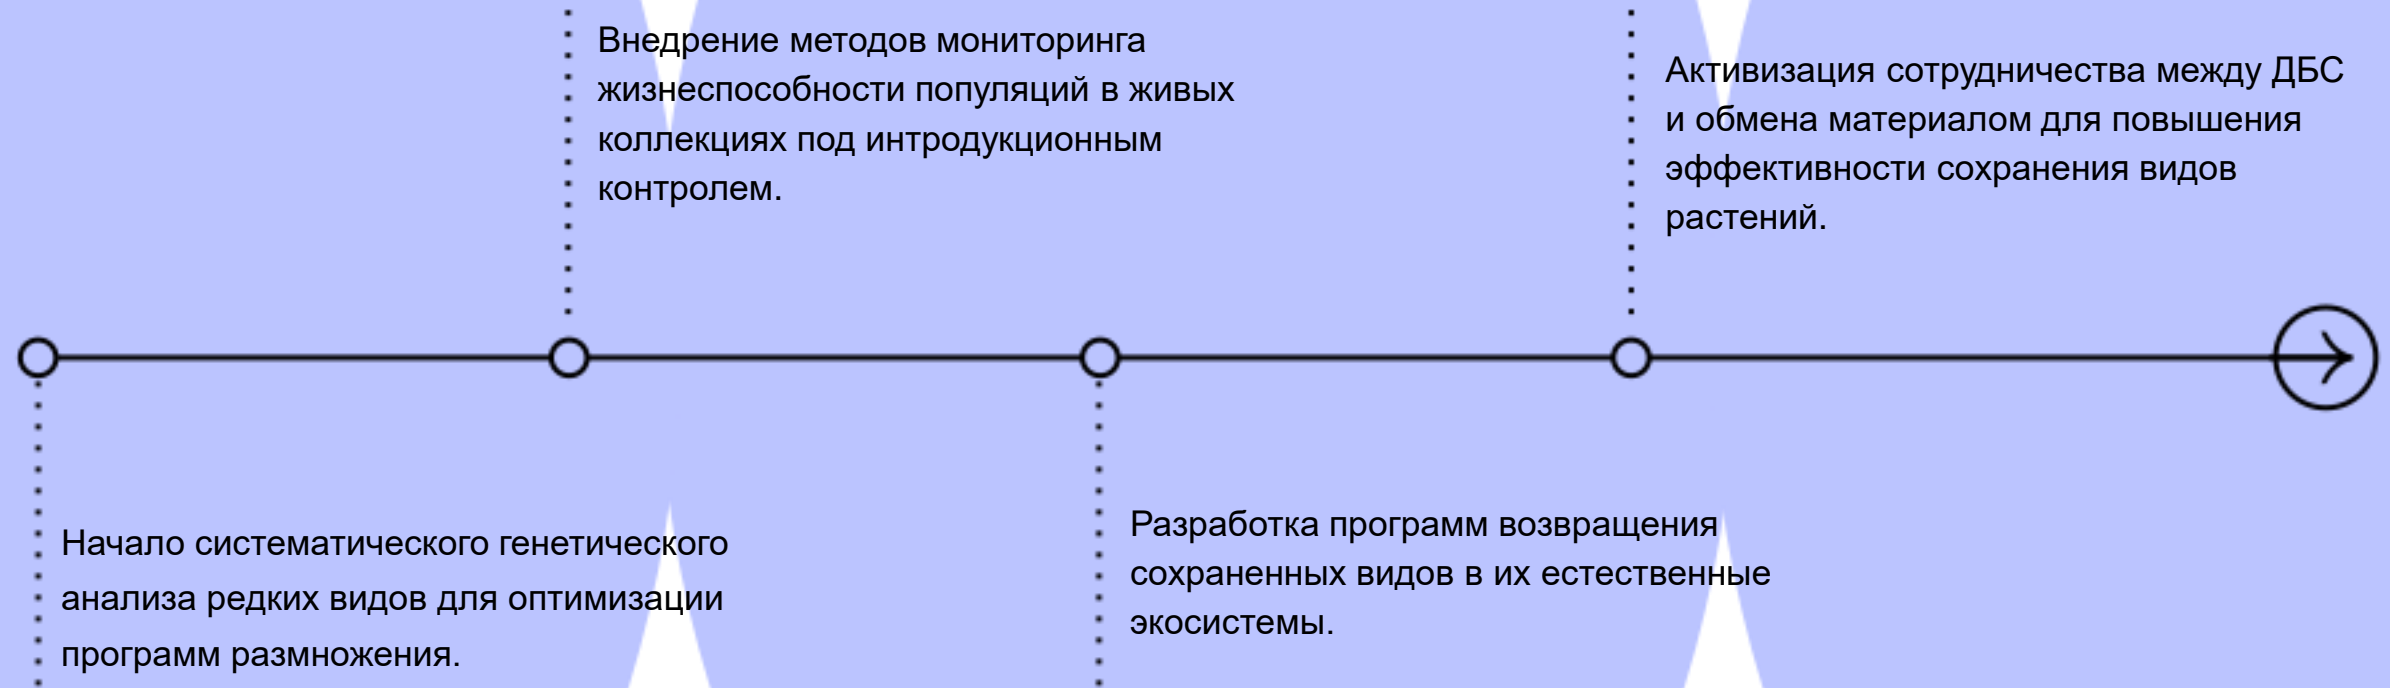 Внедрение методов мониторинга
жизнеспособности популяций в живых
коллекциях под интродукционным
контролем.
Активизация сотрудничества между ДБС
и обмена материалом для повышения
эффективности сохранения видов
растений.
Начало систематического генетического
анализа редких видов для оптимизации
программ размножения.
Разработка программ возвращения
сохраненных видов в их естественные
экосистемы.